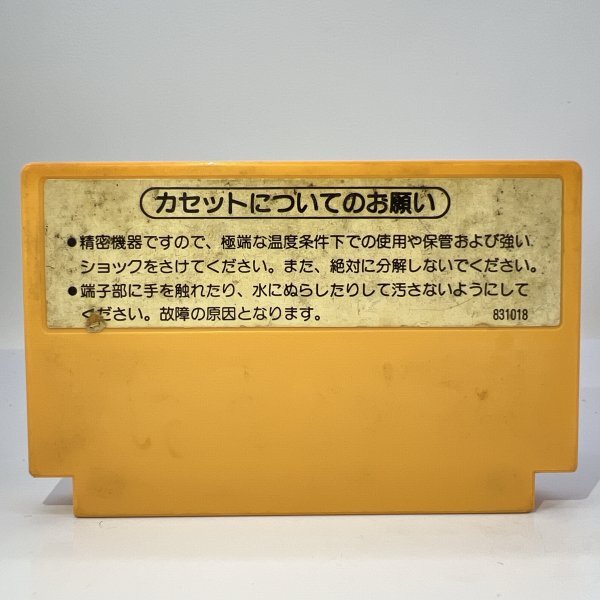 カセットについてのお願い
●精密機器ですので、極端な温度条件下での使用や保管および強い
ショックをさけてください。また、絶対に分解しないでください。
●端子部に手を触れたり、水にぬらしたりして汚さないようにして
ください。故障の原因となります。
831018